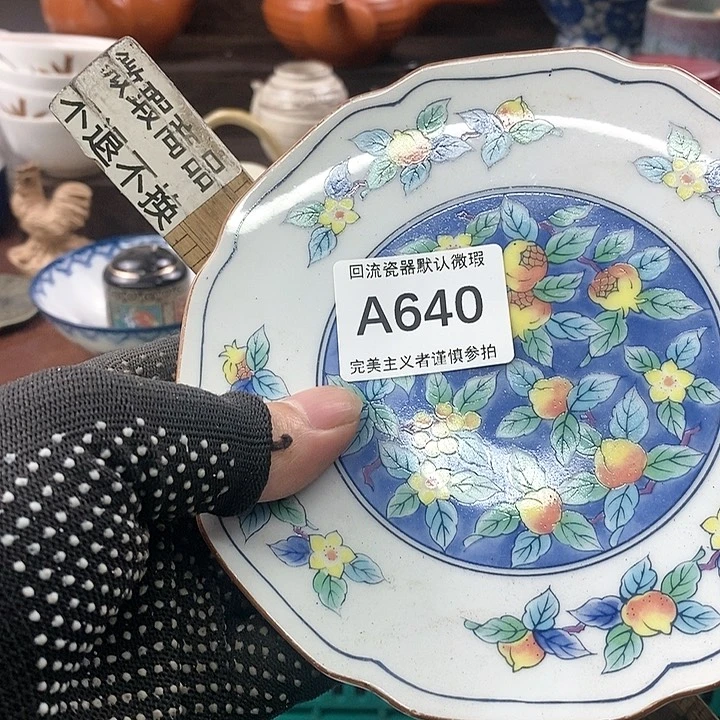 微瑕商品
不退不换
回流瓷器默认微瑕
A640
完美主义者谨慎参拍